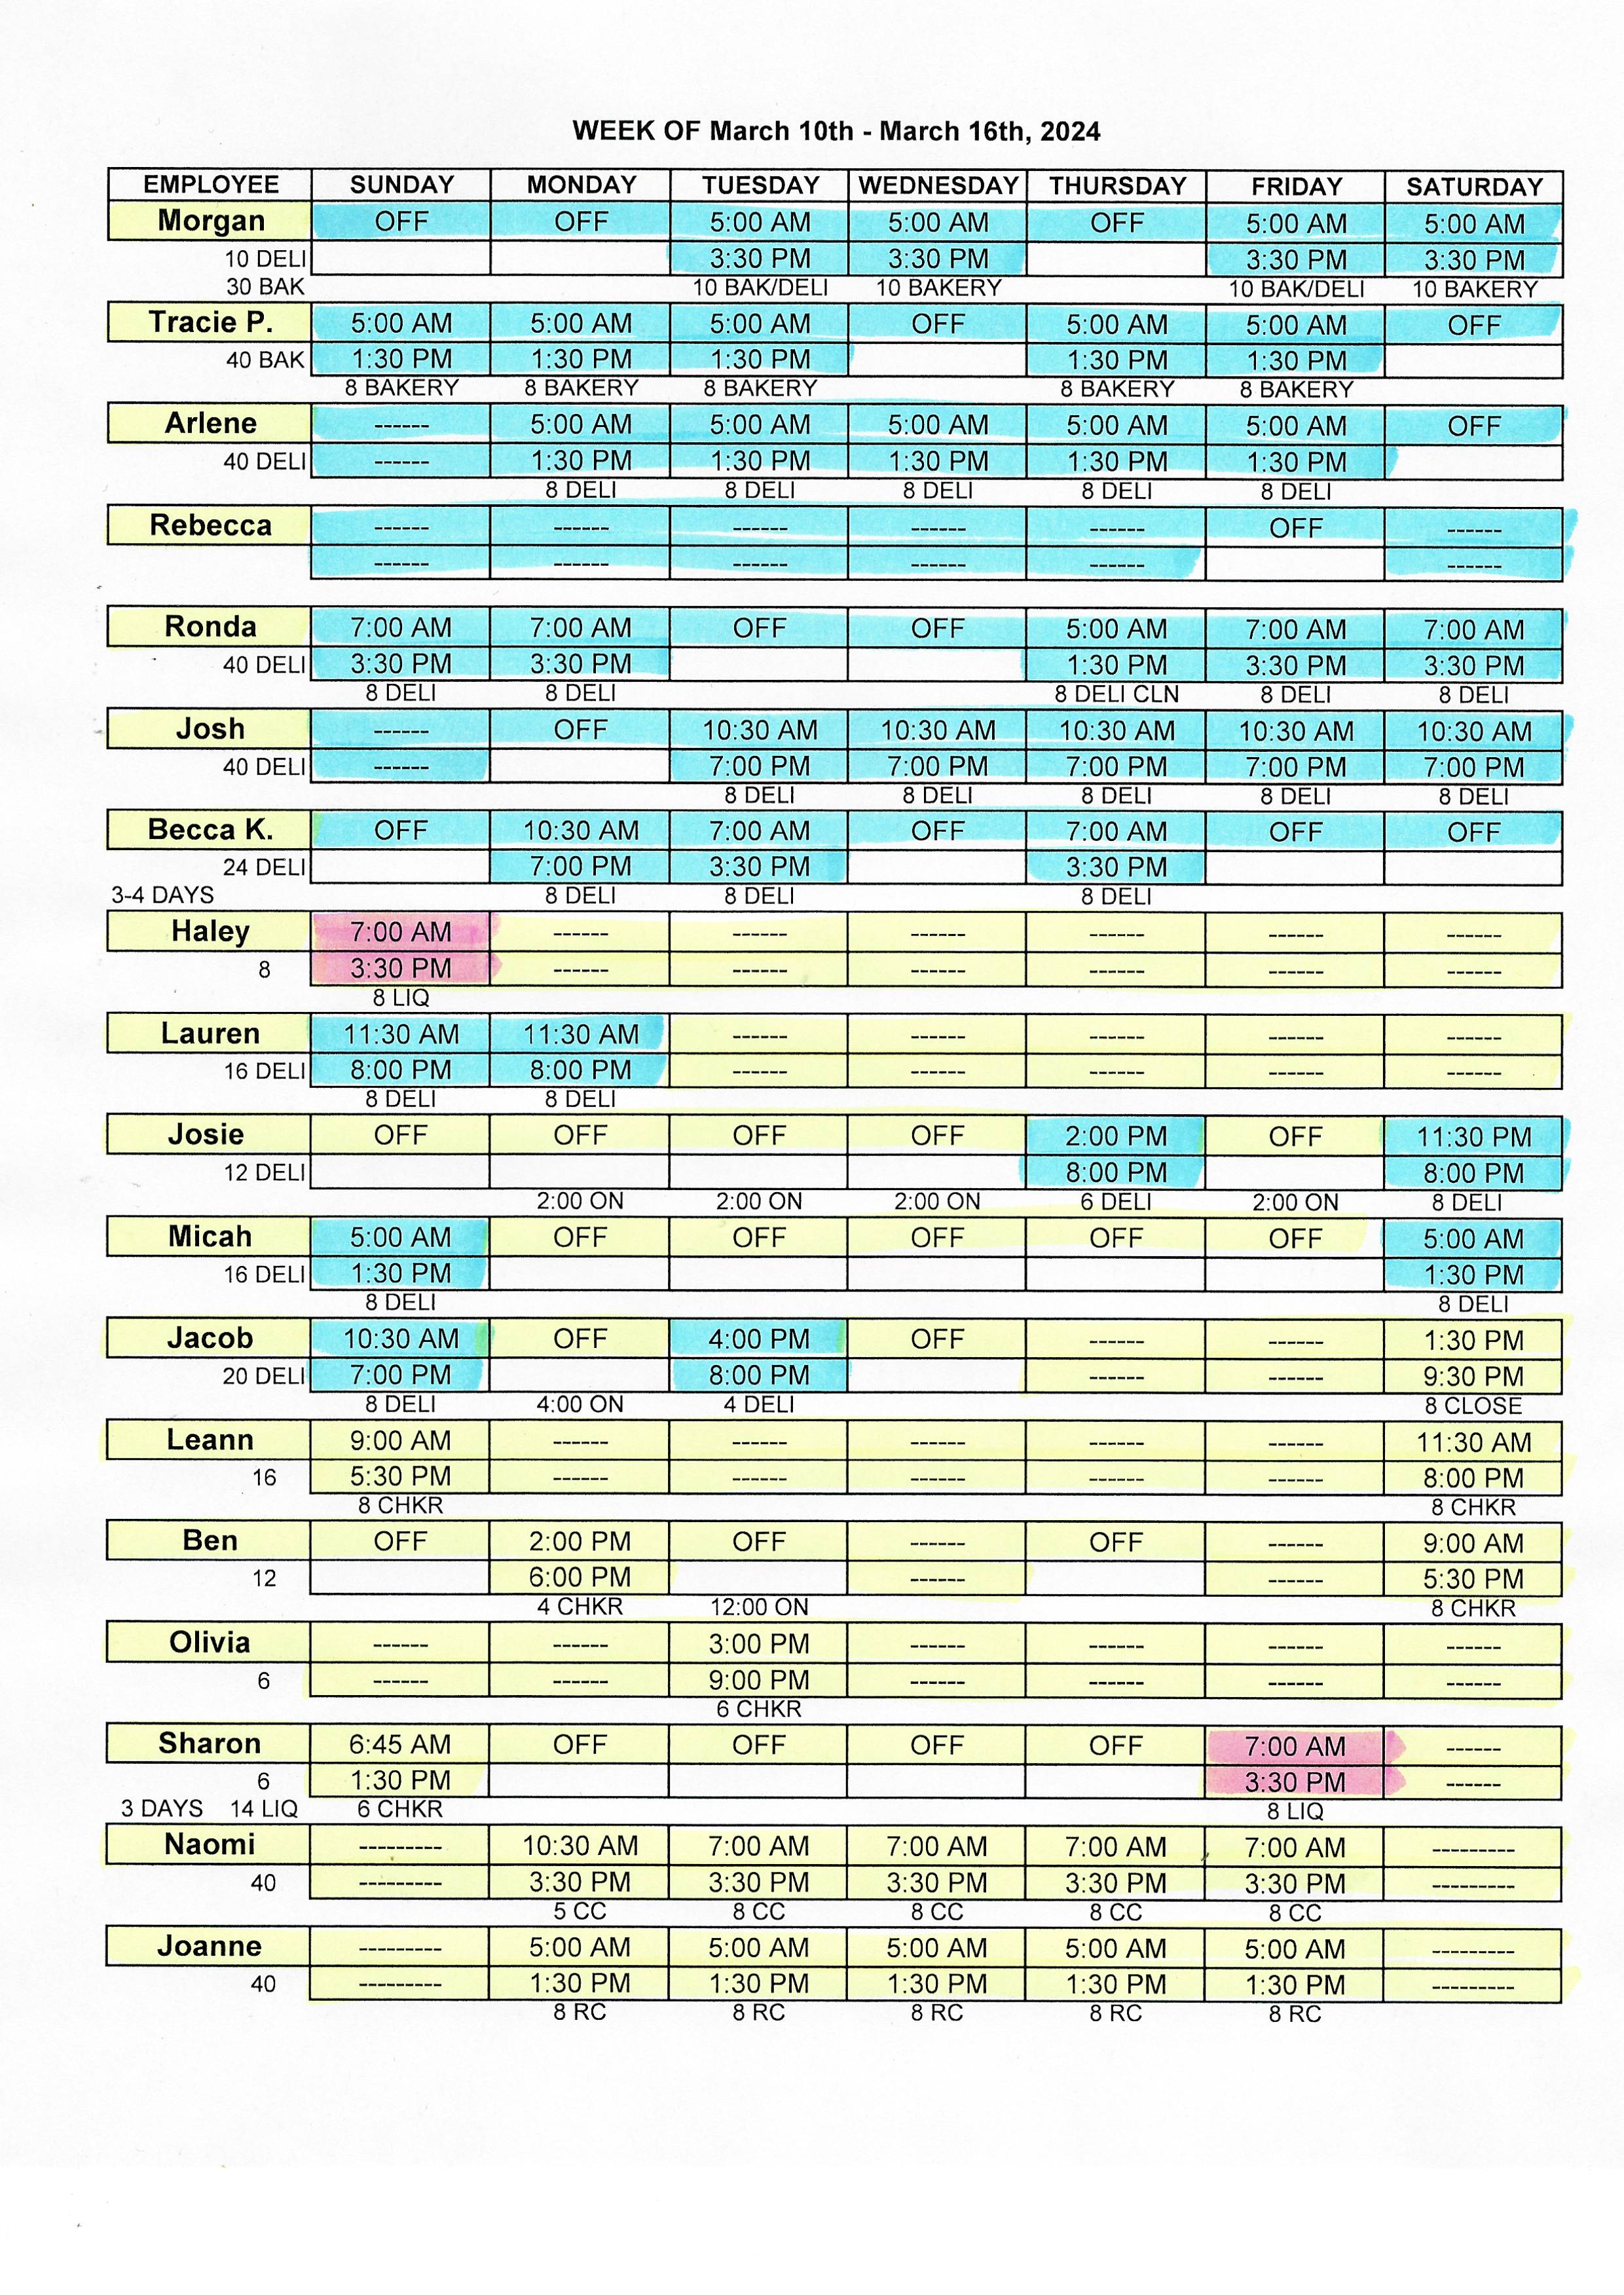 WEEK OF March 10th - March 16th, 2024
EMPLOYEE SUNDAY MONDAY TUESDAY WEDNESDAY THURSDAY FRIDAY SATURDAY
Morgan OFF OFF 5:00 AM 5:00 AM OFF 5:00 AM 5:00 AM
10 DELI 3:30 PM 3:30 PM 3:30 PM 3:30 PM
30 BAK 10 BAK/DELI 10 BAKERY 10 BAK/DELI 10 BAKERY
Tracie P. 5:00 AM 5:00 AM 5:00 AM OFF 5:00 AM 5:00 AM OFF
40 BAK 1:30 PM 1:30 PM 1:30 PM 1:30 PM 1:30 PM
8 BAKERY 8 BAKERY 8 BAKERY 8 BAKERY 8 BAKERY
Arlene ------ 5:00 AM 5:00 AM 5:00 AM 5:00 AM 5:00 AM OFF
40 DELI ------ 1:30 PM 1:30 PM 1:30 PM 1:30 PM 1:30 PM
8 DELI 8 DELI 8 DELI 8 DELI 8 DELI
Rebecca ------ ------ ------ ------ ------ OFF ------
------ ------ ------ ------ ------ ------
Ronda 7:00 AM 7:00 AM OFF OFF 5:00 AM 7:00 AM 7:00 AM
40 DELI 3:30 PM 3:30 PM 1:30 PM 3:30 PM 3:30 PM
8 DELI 8 DELI 8 DELI CLN 8 DELI 8 DELI
Josh ------ OFF 10:30 AM 10:30 AM 10:30 AM 10:30 AM 10:30 AM
40 DELI ------ 7:00 PM 7:00 PM 7:00 PM 7:00 PM 7:00 PM
8 DELI 8 DELI 8 DELI 8 DELI 8 DELI
Becca K. OFF 10:30 AM 7:00 AM OFF 7:00 AM OFF OFF
24 DELI 7:00 PM 3:30 PM 3:30 PM
3-4 DAYS 8 DELI 8 DELI 8 DELI
Haley 7:00 AM ------ ------ ------ ------ ------ ------
8 3:30 PM ------ ------ ------ ------ ------ ------
8 LIQ
Lauren 11:30 AM 11:30 AM ------ ------ ------ ------ ------
16 DELI 8:00 PM 8:00 PM ------ ------ ------ ------ ------
8 DELI 8 DELI
Josie OFF OFF OFF OFF 2:00 PM OFF 11:30 PM
12 DELI 8:00 PM 8:00 PM
2:00 ON 2:00 ON 2:00 ON 6 DELI 2:00 ON 8 DELI
Micah 5:00 AM OFF OFF OFF OFF OFF 5:00 AM
16 DELI 1:30 PM 1:30 PM
8 DELI 8 DELI
Jacob 10:30 AM OFF 4:00 PM OFF ------ ------ 1:30 PM
20 DELI 7:00 PM 8:00 PM ------ ------ 9:30 PM
8 DELI 4:00 ON 4 DELI 8 CLOSE
Leann 9:00 AM ------ ------ ------ ------ ------ 11:30 AM
16 5:30 PM ------ ------ ------ ------ ------ 8:00 PM
8 CHKR 8 CHKR
Ben OFF 2:00 PM OFF ------ OFF ------ 9:00 AM
12 6:00 PM ------ ------ 5:30 PM
4 CHKR 12:00 ON 8 CHKR
Olivia ------ ------ 3:00 PM ------ ------ ------ ------
6 ------ ------ 9:00 PM ------ ------ ------ ------
6 CHKR
Sharon 6:45 AM OFF OFF OFF OFF 7:00 AM ------
6 1:30 PM 3:30 PM ------
3 DAYS 14 LIQ 6 CHKR 8 LIQ
Naomi --------- 10:30 AM 7:00 AM 7:00 AM 7:00 AM 7:00 AM ---------
40 --------- 3:30 PM 3:30 PM 3:30 PM 3:30 PM 3:30 PM ---------
5 CC 8 CC 8 CC 8 CC 8 CC
Joanne --------- 5:00 AM 5:00 AM 5:00 AM 5:00 AM 5:00 AM ---------
40 --------- 1:30 PM 1:30 PM 1:30 PM 1:30 PM 1:30 PM ---------
8 RC 8 RC 8 RC 8 RC 8 RC